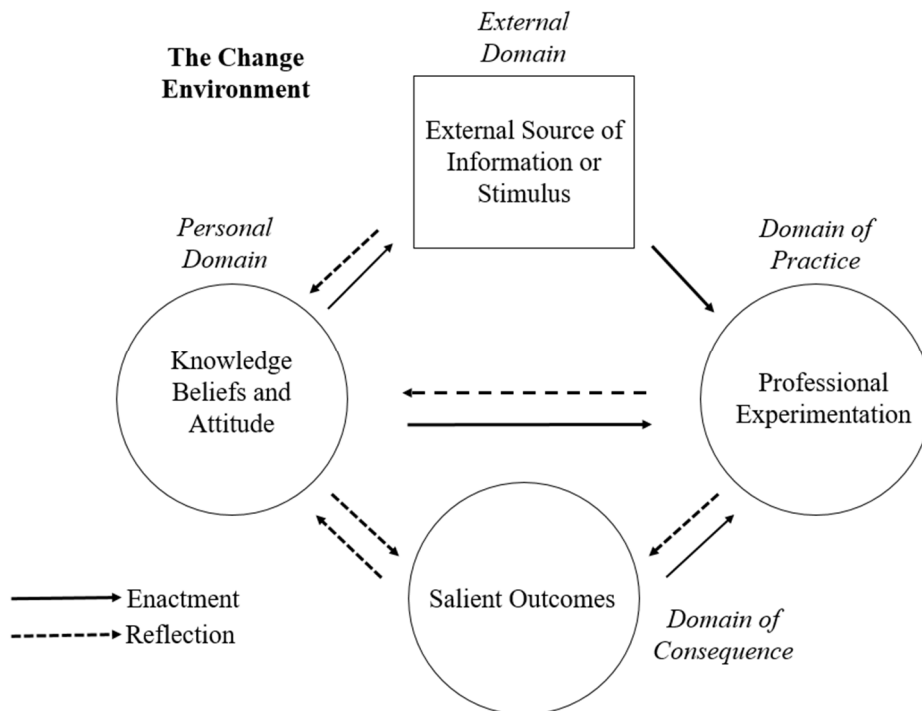 The Change
Environment
External
Domain
External Source of
Information or
Stimulus
Personal
Domain
Domain of
Practice
Knowledge
Beliefs and
Attitude
Professional
Experimentation
Salient Outcomes
Domain of
Consequence
Enactment
Reflection